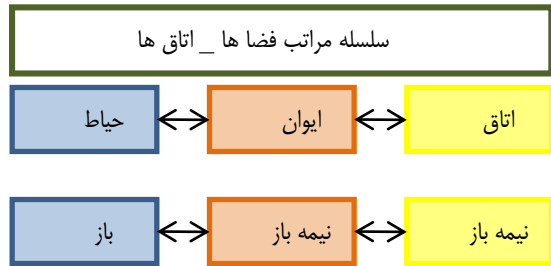 سلسله مراتب فضا ها _ اتاق ها
اتاق ایوان حیاط
نیمه باز نیمه باز باز